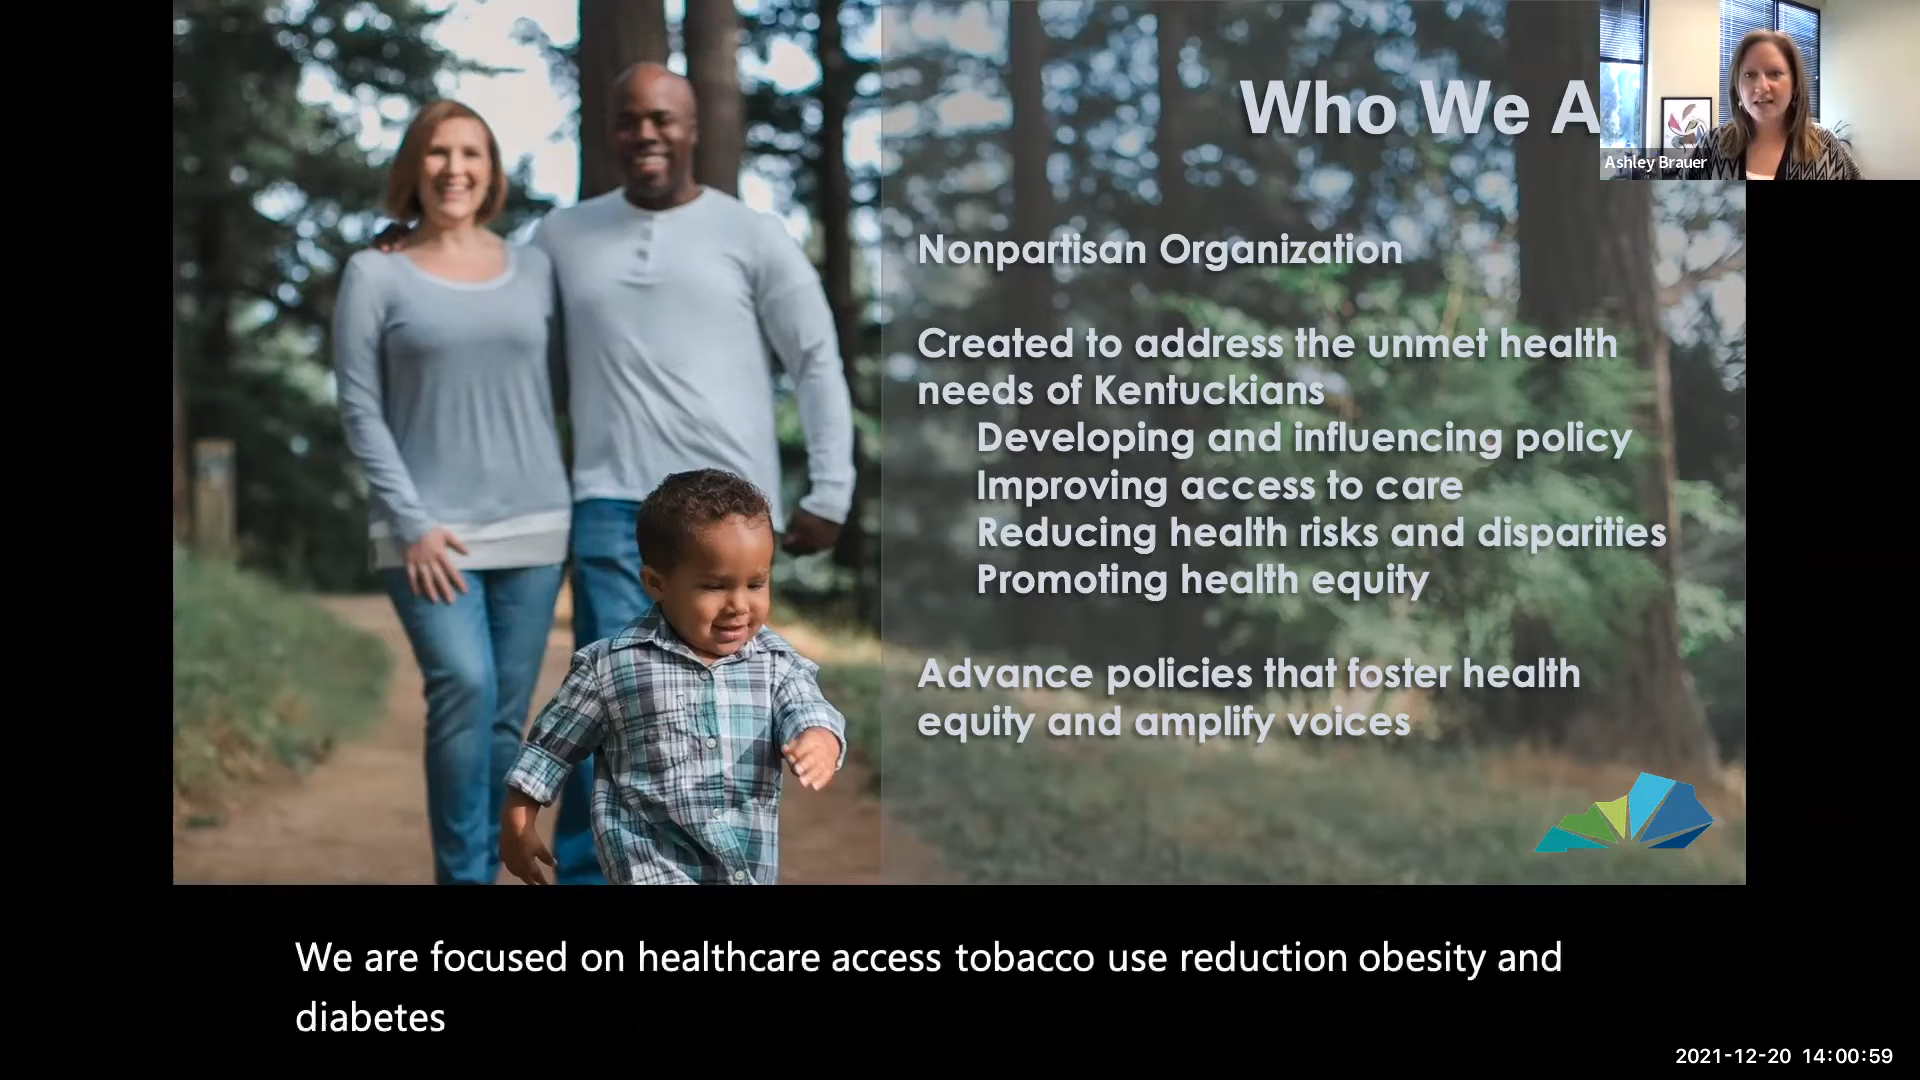 Who We A
Ashley Brauer
Nonpartisan Organization
Created to address the unmet health
needs of Kentuckians
Developing and influencing policy
Improving access to care
Reducing health risks and disparities
Promoting health equity
Advance policies that foster health
equity and amplify voices
We are focused on healthcare access tobacco use reduction obesity and
diabetes
2021-12-20 14:00:59